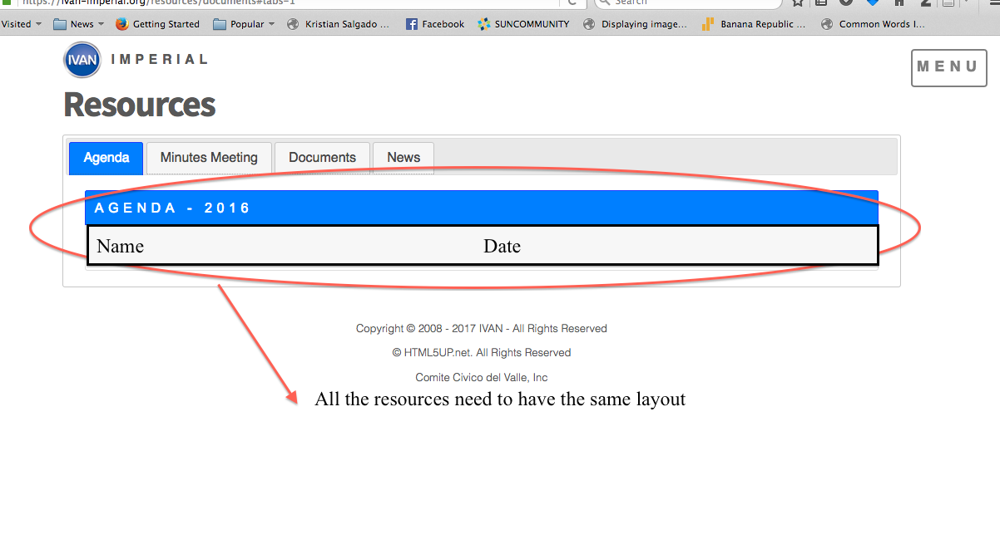 https://ivan-imperial.org/resources/documents#tabs-1
Search
Visited
News
Getting Started
Popular
Kristian Salgado ...
Facebook
SUNCOMMUNITY
Displaying image...
Banana Republic ...
Common Words I...
IVAN IMPERIAL
MENU
Resources
Agenda
Minutes Meeting
Documents
News
AGENDA - 2016
Name Date
Copyright © 2008 - 2017 IVAN - All Rights Reserved
© HTML5UP.net. All Rights Reserved
Comite Civico del Valle, Inc
All the resources need to have the same layout